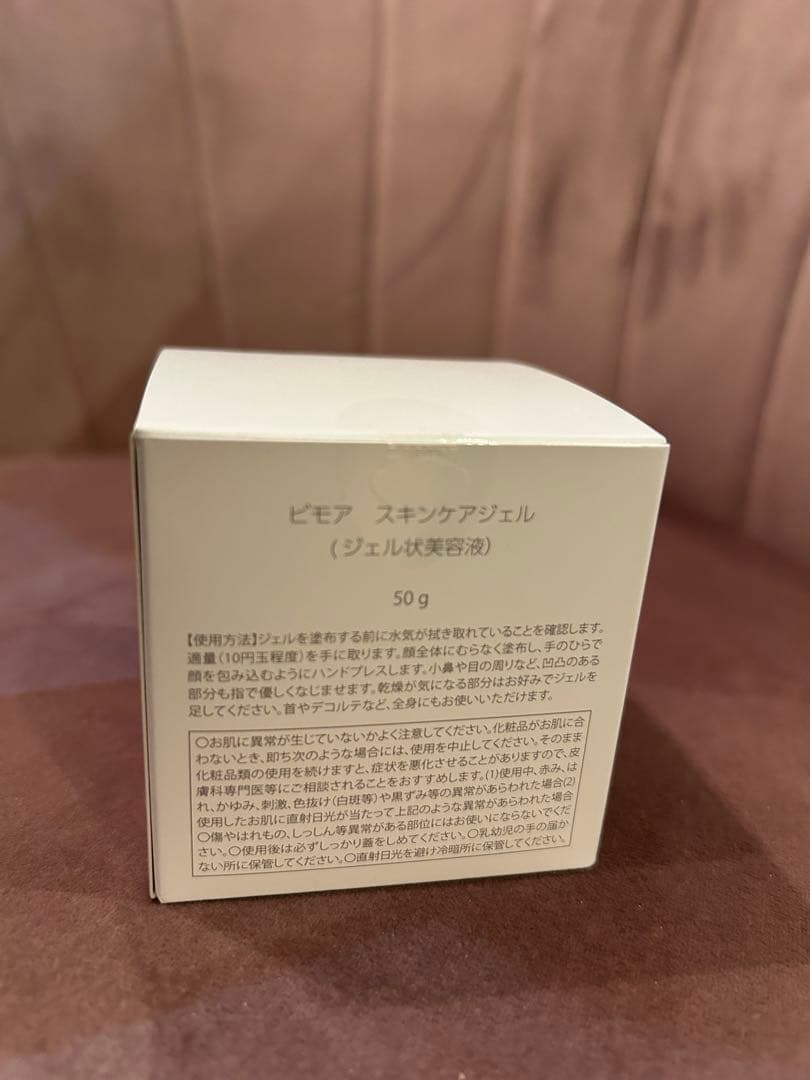 ビモア　スキンケアジェル
(ジェル状美容液)
50 g
【使用方法】ジェルを塗布する前に水気が拭き取れていることを確認します。
適量（10円玉程度）を手に取ります。顔全体にむらなく塗布し、手のひらで
顔を包み込むようにハンドプレスします。小鼻や目の周りなど、凹凸のある
部分も指で優しくなじませます。乾燥が気になる部分はお好みでジェルを
足してください。首やデコルテなど、全身にもお使いいただけます。
〇お肌に異常が生じていないかよく注意してください。化粧品がお肌に合
わないとき、即ち次のような場合には、使用を中止してください。そのまま
化粧品類の使用を続けますと、症状を悪化させることがありますので、皮
膚科専門医等にご相談されることをおすすめします。(1)使用中、赤み、は
れ、かゆみ、刺激、色抜け（白斑等）や黒ずみ等の異常があらわれた場合(2)
使用したお肌に直射日光が当たって上記のような異常があらわれた場合
〇傷やはれもの、しっしん等異常がある部位にはお使いにならないでくだ
さい。〇使用後は必ずしっかり蓋をしめてください。〇乳幼児の手の届か
ない所に保管してください。〇直射日光を避け冷暗所に保管してください。